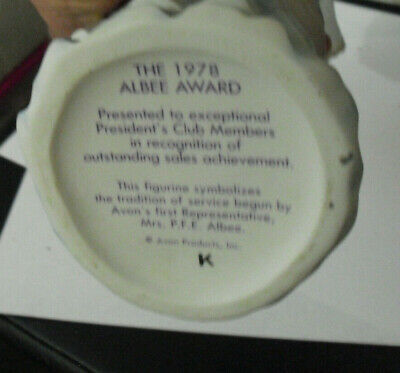 THE 1978
ALBEE AWARD
Presented to exceptional
President's Club Members
in recognition of
outstanding sales achievement.
This figurine symbolizes
the tradition of service begun by
Avon's first Representative,
Mrs. P.F.E. Albee.
© Avon Products, Inc.
K